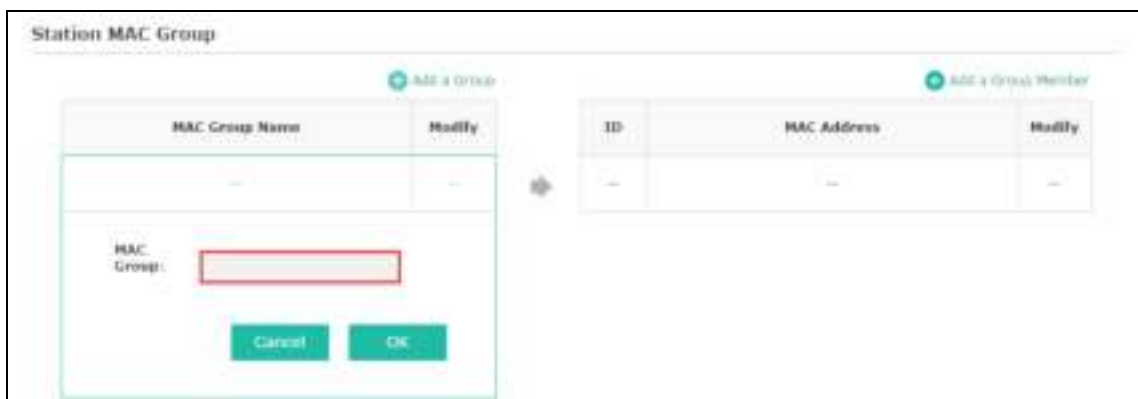 Station MAC Group
Add a Group
Add a Group Member
MAC Group Name
Modify
ID
MAC Address
Modify
--
--
--
--
--
MAC
Group:
Cancel
OK